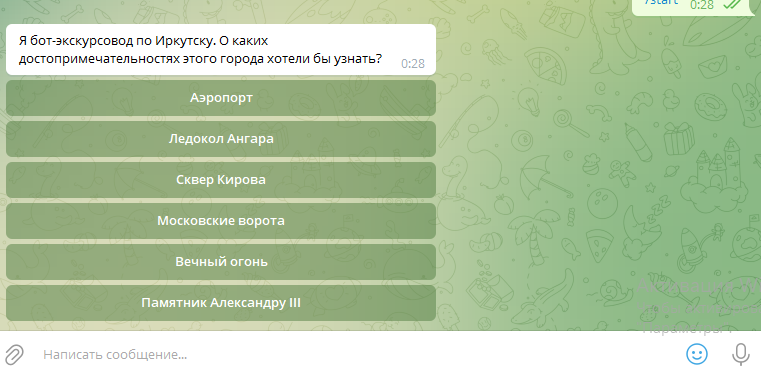 /start
0:28
Я бот-экскурсовод по Иркутску. О каких
достопримечательностях этого города хотели бы узнать?
0:28
Аэропорт
Ледокол Ангара
Сквер Кирова
Московские ворота
Вечный огонь
Памятник Александру III
Написать сообщение...